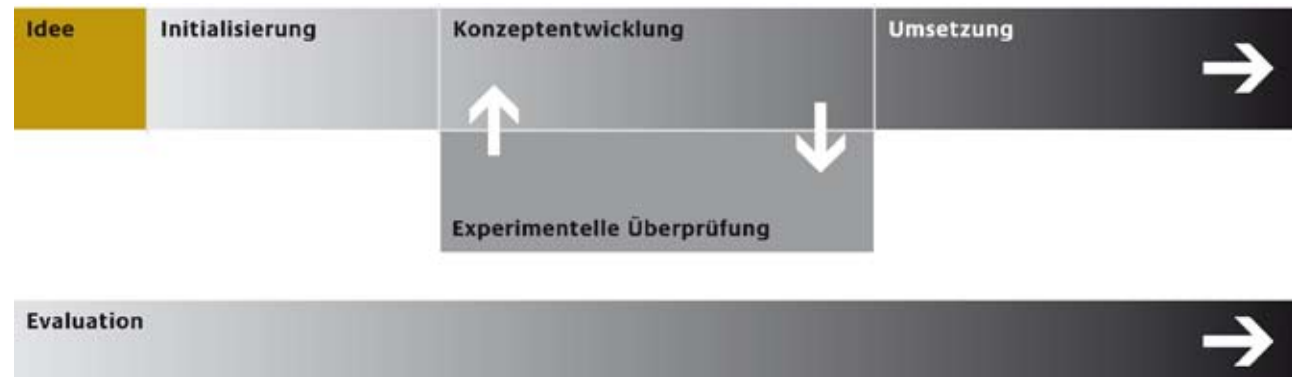 Idee
Initialisierung
Konzeptentwicklung
Umsetzung
Experimentelle Überprüfung
Evaluation